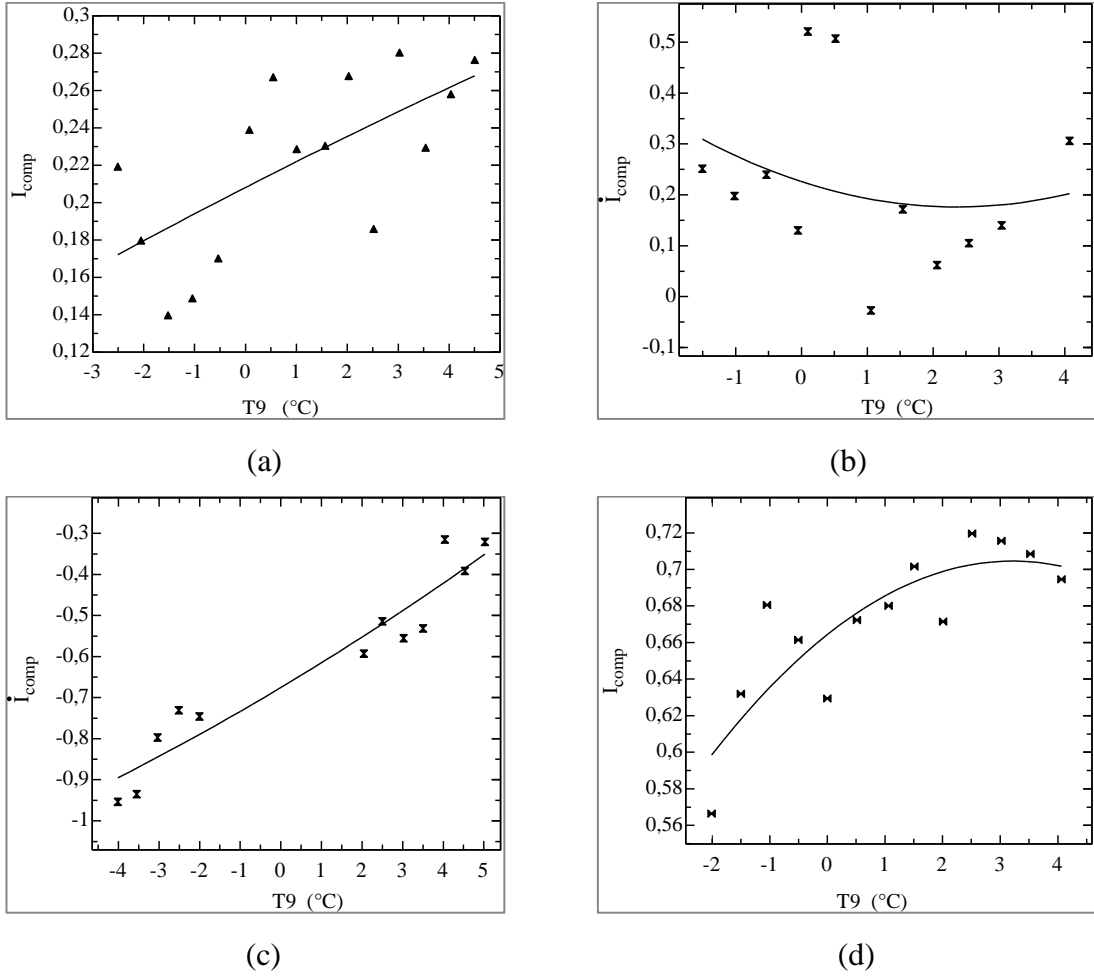 0,3
0,28
0,26
0,24
0,22
0,2
0,18
0,16
0,14
0,12
I comp
-3 -2 -1 0 1 2 3 4 5
T9 (°C)
(a)
0,5
0,4
0,3
0,2
0,1
0
-0,1
İ comp
-1 0 1 2 3 4
T9 (°C)
(b)
-0,3
-0,4
-0,5
-0,6
-0,7
-0,8
-0,9
-1
İ comp
-4 -3 -2 -1 0 1 2 3 4 5
T9 (°C)
(c)
0,72
0,7
0,68
0,66
0,64
0,62
0,6
0,58
0,56
I comp
-2 -1 0 1 2 3 4
T9 (°C)
(d)